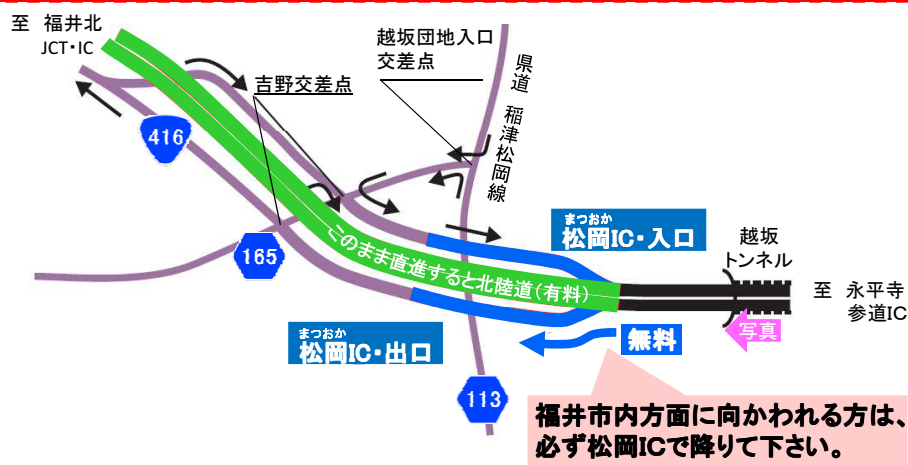 至 福井北
JCT・IC
越坂団地入口
交差点
吉野交差点
県道 稲津松岡線
416
165
このまま直進すると北陸道(有料)
まつおか
松岡IC・入口
越坂
トンネル
至 永平寺
参道IC
写真
無料
まつおか
松岡IC・出口
113
福井市内方面に向かわれる方は、
必ず松岡ICで降りて下さい。